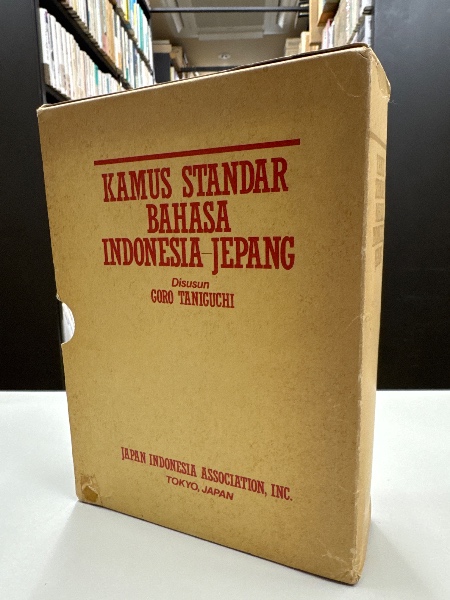 KAMUS STANDAR
BAHASA
INDONESIA-JEPANG
Disusun
GORO TANIGUCHI
JAPAN INDONESIA ASSOCIATION, INC.
TOKYO, JAPAN